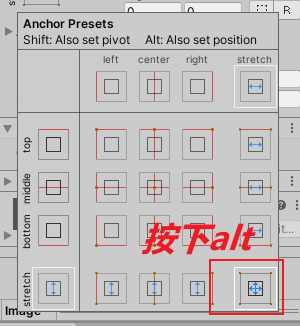 Anchor Presets
Shift: Also set pivot Alt: Also set position
left center right stretch
top
middle
bottom
按下alt
stretch
Image